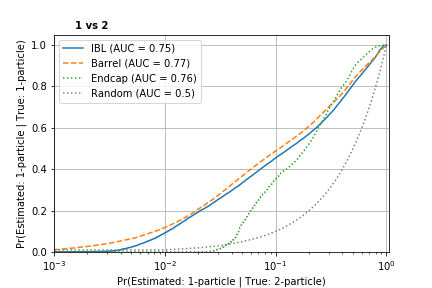 1 vs 2
Pr(Estimated: 1-particle | True: 1-particle)
1.0
0.8
0.6
0.4
0.2
0.0
IBL (AUC = 0.75)
Barrel (AUC = 0.77)
Endcap (AUC = 0.76)
Random (AUC = 0.5)
10⁻³ 10⁻² 10⁻¹ 10⁰
Pr(Estimated: 1-particle | True: 2-particle)